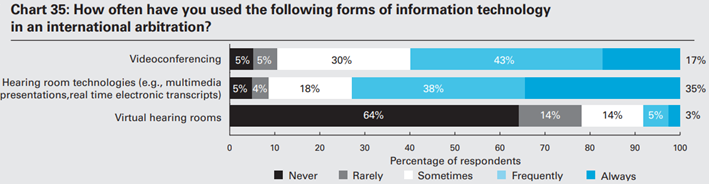 Chart 35: How often have you used the following forms of information technology
in an international arbitration?
Videoconferencing 5% 5% 30% 43% 17%
Hearing room technologies (e.g., multimedia
presentations,real time electronic transcripts) 5% 4% 18% 38% 35%
Virtual hearing rooms 64% 14% 14% 5% 3%
0 10 20 30 40 50 60 70 80 90 100
Percentage of respondents
Never Rarely Sometimes Frequently Always